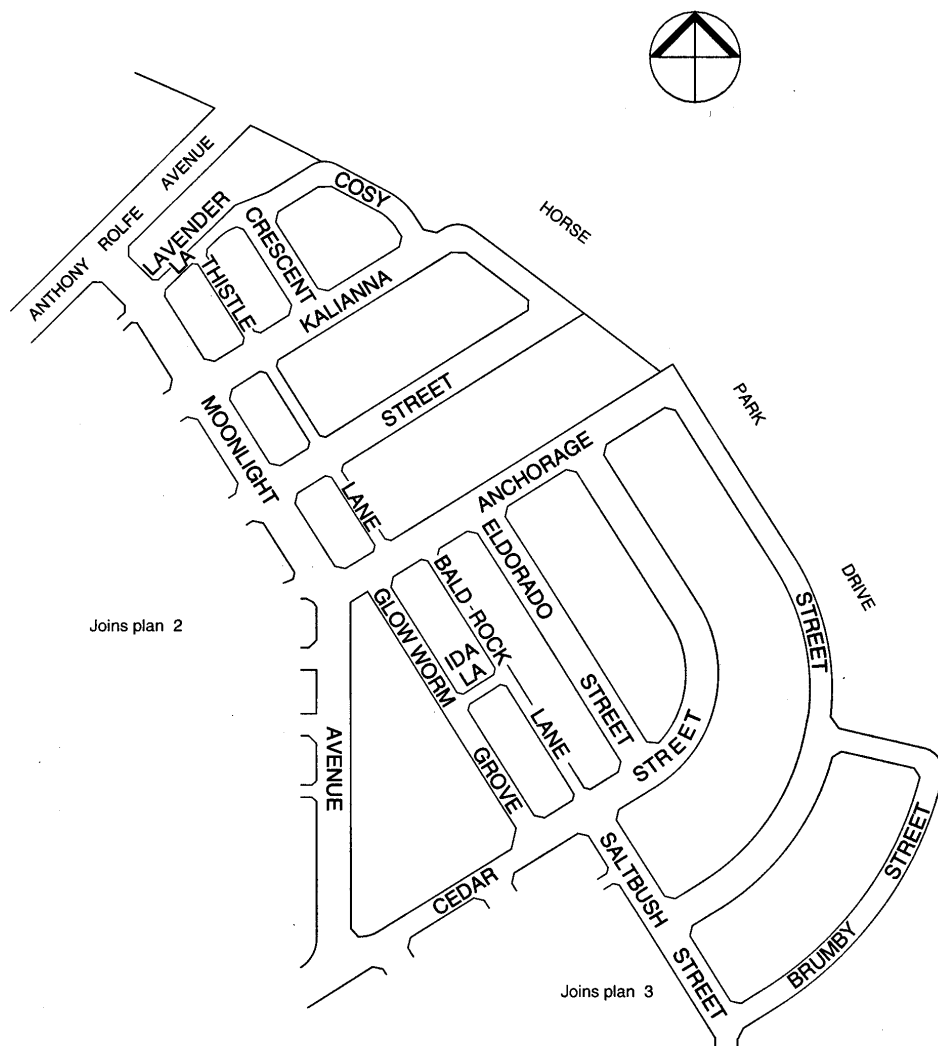 ANTHONY ROLFE AVENUE
LAVENDER
LA
THISTLE
CRESCENT
COSY
HORSE
KALIANNA
STREET
MOONLIGHT
LANE
ANCHORAGE
PARK
ELDORADO
BALD-ROCK
DRIVE
STREET
GLOW WORM
IDA
LA
Joins plan 2
STREET
LANE
STREET
AVENUE
GROVE
SALTBUSH
STREET
CEDAR
BRUMBY
STREET
Joins plan 3